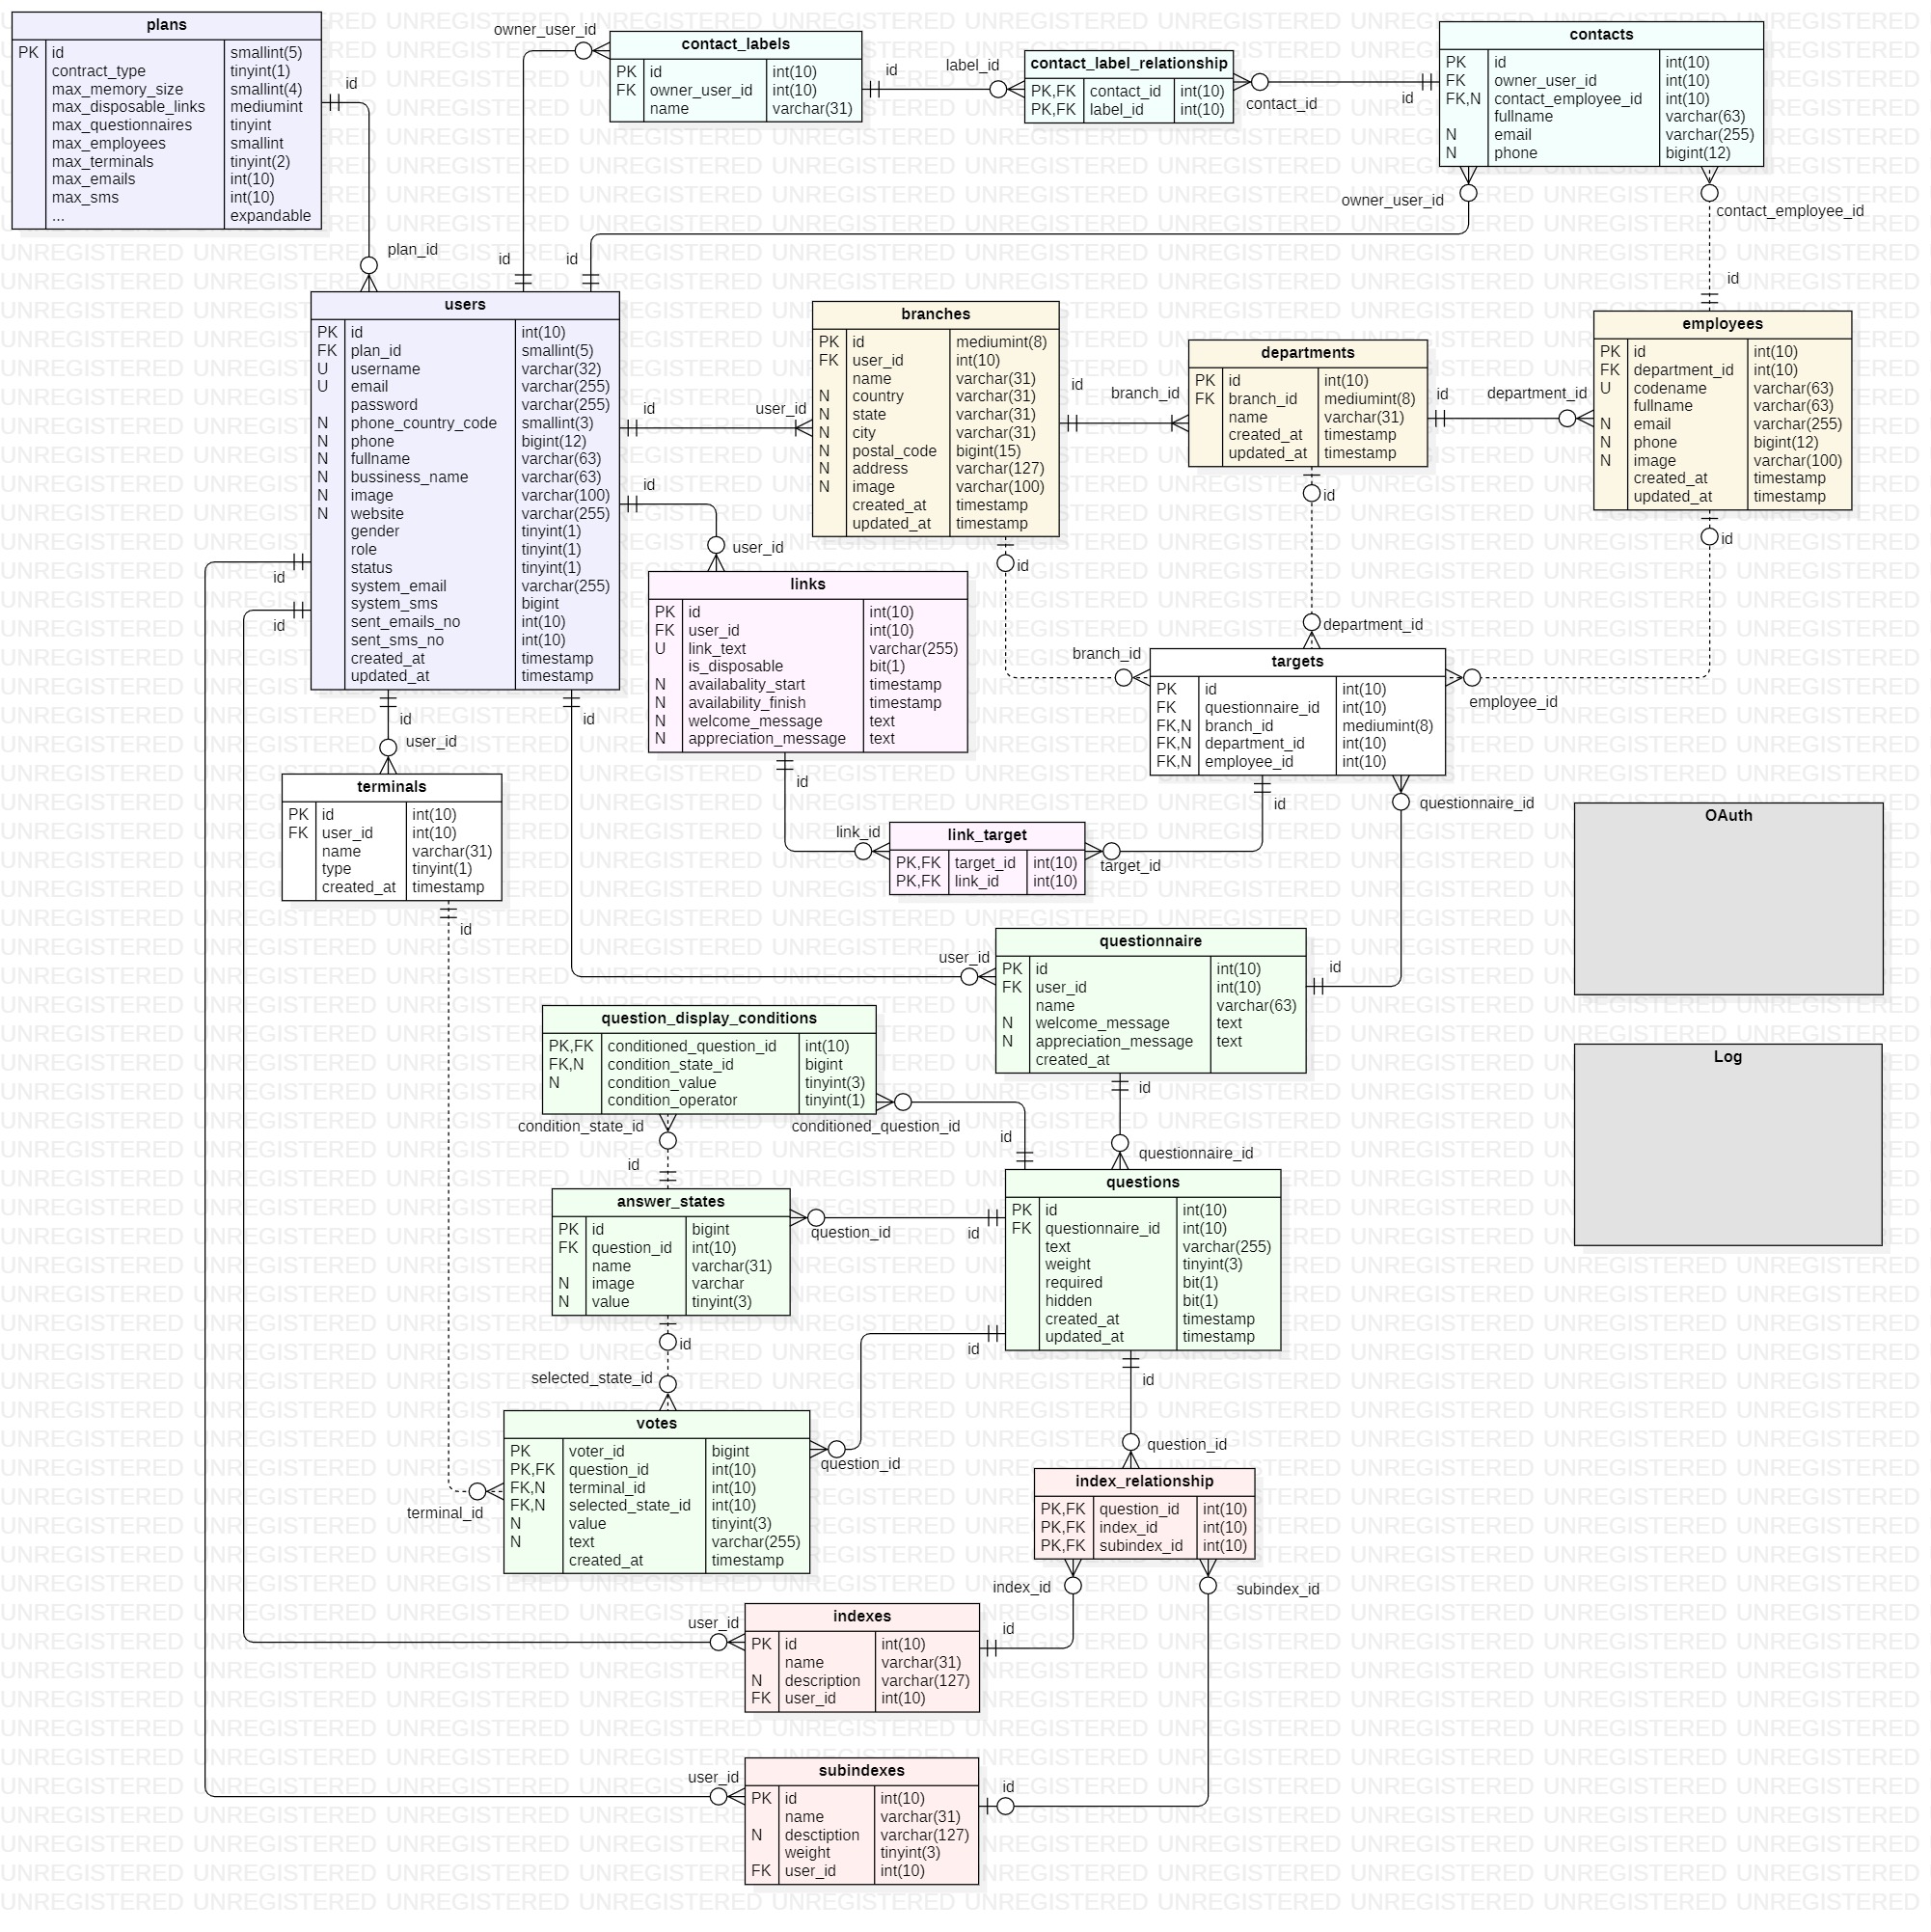 plans
PK id smallint(5)
contract_type tinyint(1)
max_memory_size smallint(4)
max_disposable_links mediumint
max_questionnaires tinyint
max_employees smallint
max_terminals tinyint(2)
max_emails int(10)
max_sms int(10)
... expandable
id
plan_id
owner_user_id
contact_labels
PK id int(10)
FK owner_user_id int(10)
name varchar(31)
id
label_id
contact_label_relationship
PK,FK contact_id int(10)
PK,FK label_id int(10)
contact_id
id
contacts
PK id int(10)
FK owner_user_id int(10)
FK,N contact_employee_id int(10)
fullname varchar(63)
N email varchar(255)
N phone bigint(12)
owner_user_id
contact_employee_id
id
id
id
users
PK id int(10)
FK plan_id smallint(5)
U username varchar(32)
U email varchar(255)
password varchar(255)
N phone_country_code smallint(3)
N phone bigint(12)
N fullname varchar(63)
N bussiness_name varchar(63)
N image varchar(100)
N website varchar(255)
gender tinyint(1)
role tinyint(1)
status tinyint(1)
system_email varchar(255)
system_sms bigint
sent_emails_no int(10)
sent_sms_no int(10)
created_at timestamp
updated_at timestamp
id
user_id
id
user_id
id
id
id
user_id
id
branches
PK id mediumint(8)
FK user_id int(10)
name varchar(31)
N country varchar(31)
N state varchar(31)
N city varchar(31)
N postal_code bigint(15)
N address varchar(127)
N image varchar(100)
created_at timestamp
updated_at timestamp
id
branch_id
id
departments
PK id int(10)
FK branch_id mediumint(8)
name varchar(31)
created_at timestamp
updated_at timestamp
id
department_id
id
employees
PK id int(10)
FK department_id int(10)
U codename varchar(63)
fullname varchar(63)
N email varchar(255)
N phone bigint(12)
N image varchar(100)
created_at timestamp
updated_at timestamp
id
links
PK id int(10)
FK user_id int(10)
U link_text varchar(255)
is_disposable bit(1)
N availabality_start timestamp
N availability_finish timestamp
N welcome_message text
N appreciation_message text
id
department_id
branch_id
employee_id
targets
PK id int(10)
FK questionnaire_id int(10)
FK,N branch_id mediumint(8)
FK,N department_id int(10)
FK,N employee_id int(10)
id
questionnaire_id
terminals
PK id int(10)
FK user_id int(10)
name varchar(31)
type tinyint(1)
created_at timestamp
id
link_id
link_target
PK,FK target_id int(10)
PK,FK link_id int(10)
target_id
OAuth
Log
user_id
questionnaire
PK id int(10)
FK user_id int(10)
name varchar(63)
N welcome_message text
N appreciation_message text
created_at
id
id
questionnaire_id
question_display_conditions
PK,FK conditioned_question_id int(10)
FK,N condition_state_id bigint
N condition_value tinyint(3)
condition_operator tinyint(1)
condition_state_id
conditioned_question_id
id
id
answer_states
PK id bigint
FK question_id int(10)
name varchar(31)
N image varchar
N value tinyint(3)
question_id
id
id
selected_state_id
questions
PK id int(10)
FK questionnaire_id int(10)
text varchar(255)
weight tinyint(3)
required bit(1)
hidden bit(1)
created_at timestamp
updated_at timestamp
id
id
question_id
votes
PK voter_id bigint
PK,FK question_id int(10)
FK,N terminal_id int(10)
FK,N selected_state_id int(10)
N value tinyint(3)
N text varchar(255)
created_at timestamp
question_id
terminal_id
index_relationship
PK,FK question_id int(10)
PK,FK index_id int(10)
PK,FK subindex_id int(10)
index_id
subindex_id
user_id
indexes
PK id int(10)
name varchar(31)
N description varchar(127)
FK user_id int(10)
id
user_id
subindexes
PK id int(10)
name varchar(31)
N desctiption varchar(127)
weight tinyint(3)
FK user_id int(10)
id
UNREGISTERED